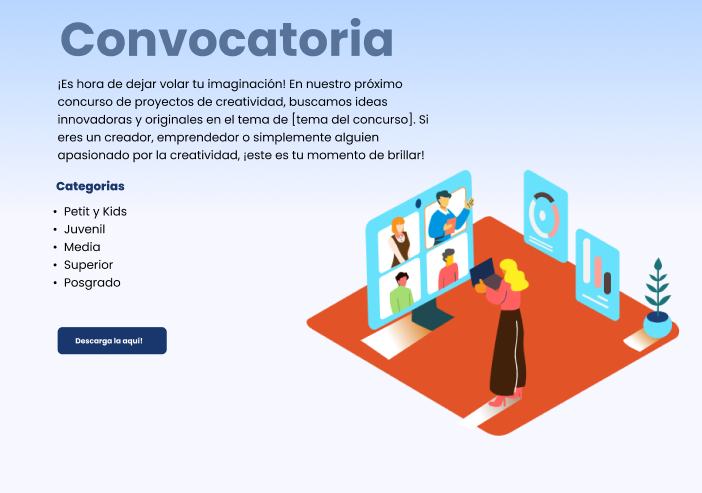 Convocatoria
¡Es hora de dejar volar tu imaginación! En nuestro próximo
concurso de proyectos de creatividad, buscamos ideas
innovadoras y originales en el tema de [tema del concurso]. Si
eres un creador, emprendedor o simplemente alguien
apasionado por la creatividad, ¡este es tu momento de brillar!
Categorias
• Petit y Kids
• Juvenil
• Media
• Superior
• Posgrado
Descarga la aquí!